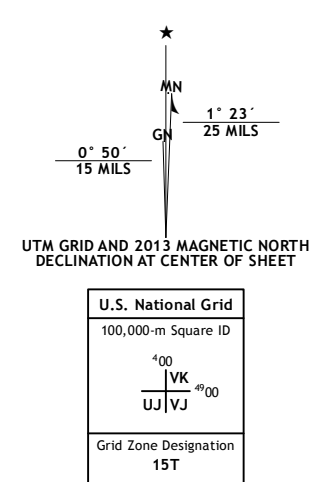 ★
MN
1° 23´
25 MILS
GN
0° 50´
15 MILS
UTM GRID AND 2013 MAGNETIC NORTH
DECLINATION AT CENTER OF SHEET
U.S. National Grid
100,000-m Square ID
⁴00
VK
⁴⁹00
UJ VJ
Grid Zone Designation
15T